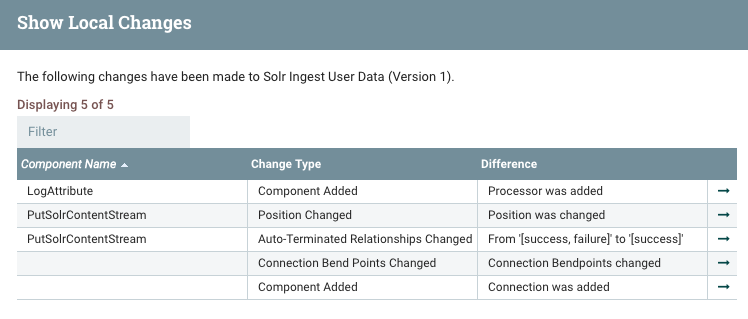 Show Local Changes
The following changes have been made to Solr Ingest User Data (Version 1).
Displaying 5 of 5
Filter
Component Name Change Type Difference
LogAttribute Component Added Processor was added
PutSolrContentStream Position Changed Position was changed
PutSolrContentStream Auto-Terminated Relationships Changed From '[success, failure]' to '[success]'
Connection Bend Points Changed Connection Bendpoints changed
Component Added Connection was added